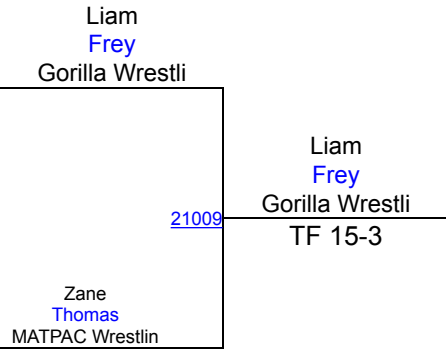 Liam
Frey
Gorilla Wrestli
Liam
Frey
Gorilla Wrestli
21009
TF 15-3
Zane
Thomas
MATPAC Wrestlin